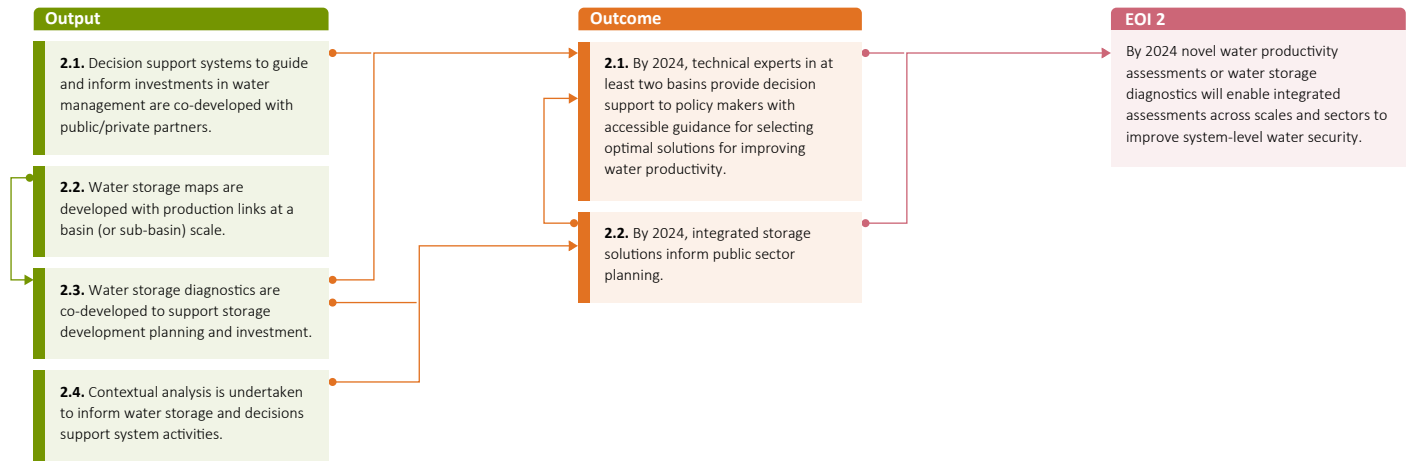 Output
2.1. Decision support systems to guide
and inform investments in water
management are co-developed with
public/private partners.
2.2. Water storage maps are
developed with production links at a
basin (or sub-basin) scale.
2.3. Water storage diagnostics are
co-developed to support storage
development planning and investment.
2.4. Contextual analysis is undertaken
to inform water storage and decisions
support system activities.
Outcome
2.1. By 2024, technical experts in at
least two basins provide decision
support to policy makers with
accessible guidance for selecting
optimal solutions for improving
water productivity.
2.2. By 2024, integrated storage
solutions inform public sector
planning.
EOI 2
By 2024 novel water productivity
assessments or water storage
diagnostics will enable integrated
assessments across scales and sectors to
improve system-level water security.